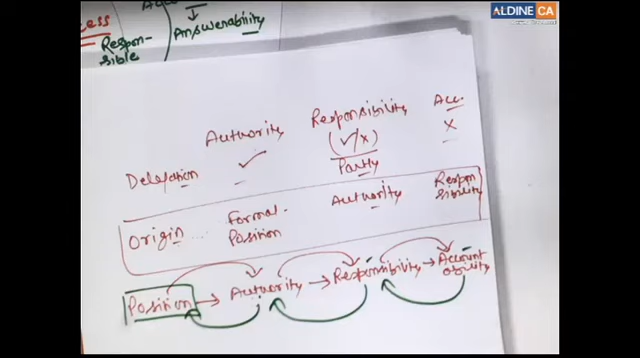 ALDINE CA
Answerability
Respon-
sible
Authority Responsibility Acc.
Delegation ✓ (✓/x) x
Partly
Origin ... Formal- Authority Respon
Position sibility
Position → Authority → Responsibility → Account
ability